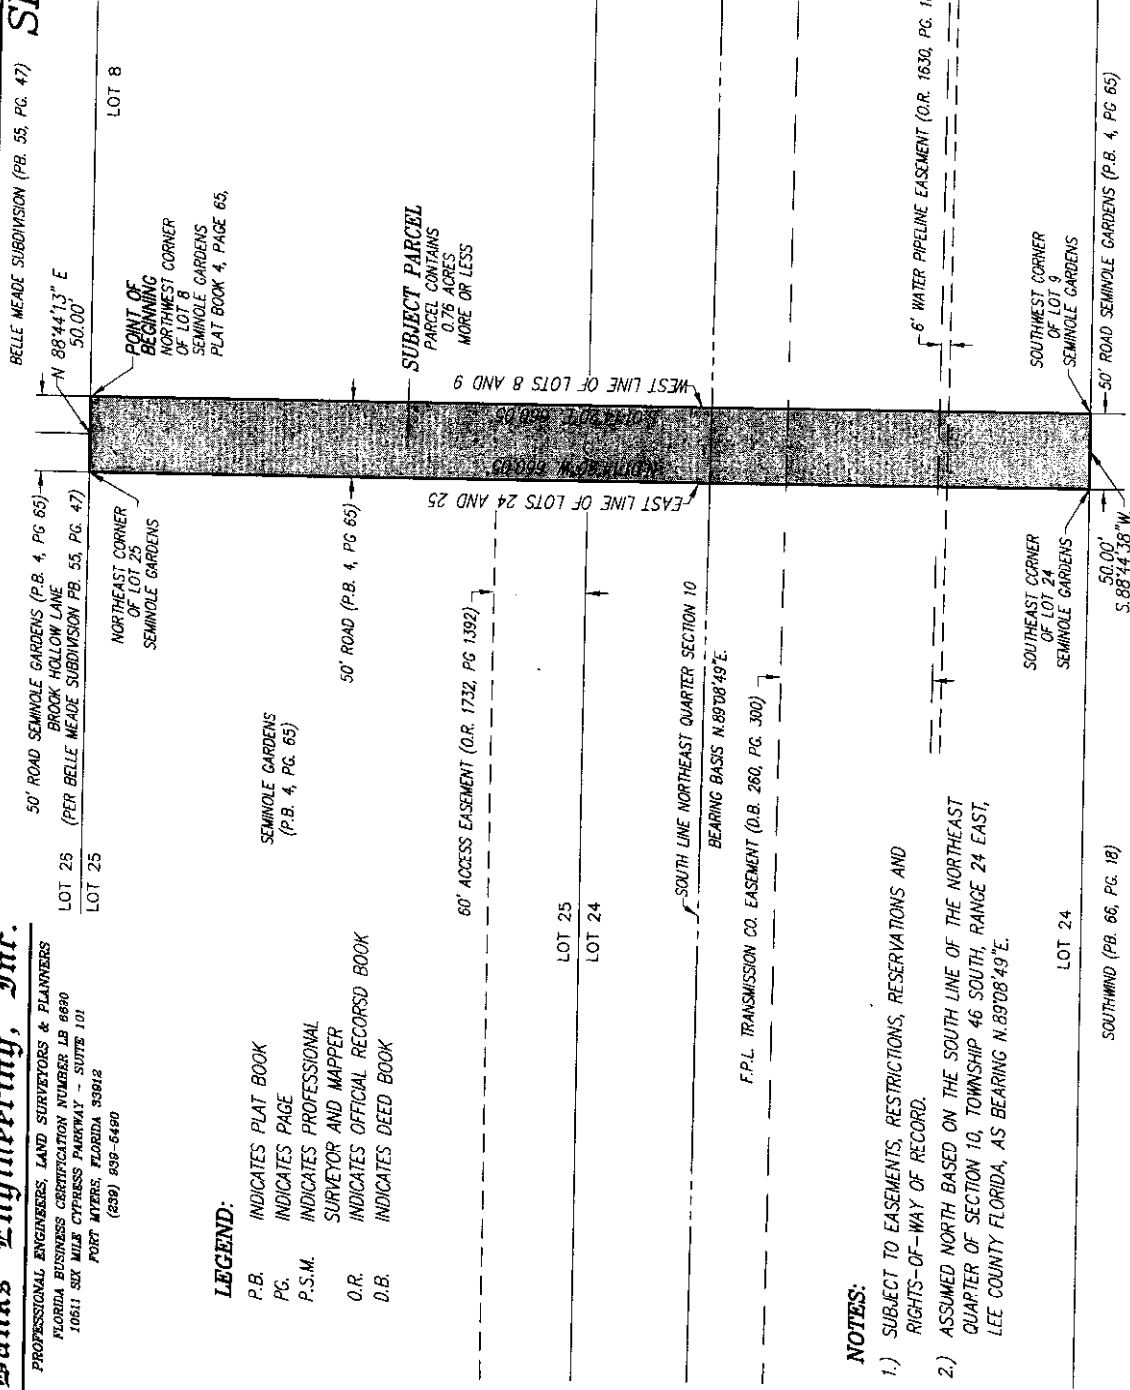 Banks Engineering, Inc.
PROFESSIONAL ENGINEERS, LAND SURVEYORS & PLANNERS
FLORIDA BUSINESS CERTIFICATION NUMBER LB 6690
10511 SIX MILE CYPRESS PARKWAY - SUITE 101
FORT MYERS, FLORIDA 33912
(239) 939-5490
50' ROAD SEMINOLE GARDENS (P.B. 4, PG 65)
BROOK HOLLOW LANE
(PER BELLE MEADE SUBDIVISION PB. 55, PG. 47)
LOT 26
LOT 25
BELLE MEADE SUBDIVISION (PB. 55, PG. 47)
N 88°44'13" E
50.00'
LOT 8
NORTHEAST CORNER
OF LOT 25
SEMINOLE GARDENS
POINT OF
BEGINNING
NORTHWEST CORNER
OF LOT 8
SEMINOLE GARDENS
PLAT BOOK 4, PAGE 65,
LEGEND:
P.B. INDICATES PLAT BOOK
PG. INDICATES PAGE
P.S.M. INDICATES PROFESSIONAL
SURVEYOR AND MAPPER
O.R. INDICATES OFFICIAL RECORSD BOOK
D.B. INDICATES DEED BOOK
SEMINOLE GARDENS
(P.B. 4, PG. 65)
50' ROAD (P.B. 4, PG 65)
SUBJECT PARCEL
PARCEL CONTAINS
0.76 ACRES
MORE OR LESS
EAST LINE OF LOTS 24 AND 25
660.05'
660.05'
WEST LINE OF LOTS 8 AND 9
60' ACCESS EASEMENT (O.R. 1732, PG 1392)
LOT 25
LOT 24
SOUTH LINE NORTHEAST QUARTER SECTION 10
BEARING BASIS N.89°08'49"E.
F.P.L. TRANSMISSION CO. EASEMENT (D.B. 260, PG. 300)
6' WATER PIPELINE EASEMENT (O.R. 1630, PG.
NOTES:
1.) SUBJECT TO EASEMENTS, RESTRICTIONS, RESERVATIONS AND
RIGHTS-OF-WAY OF RECORD.
2.) ASSUMED NORTH BASED ON THE SOUTH LINE OF THE NORTHEAST
QUARTER OF SECTION 10, TOWNSHIP 46 SOUTH, RANGE 24 EAST,
LEE COUNTY FLORIDA, AS BEARING N.89°08'49"E.
LOT 24
SOUTHWIND (PB. 66, PG. 18)
SOUTHEAST CORNER
OF LOT 24
SEMINOLE GARDENS
50.00'
S.88°44'38"W.
SOUTHWEST CORNER
OF LOT 9
SEMINOLE GARDENS
50' ROAD SEMINOLE GARDENS (P.B. 4, PG 65)